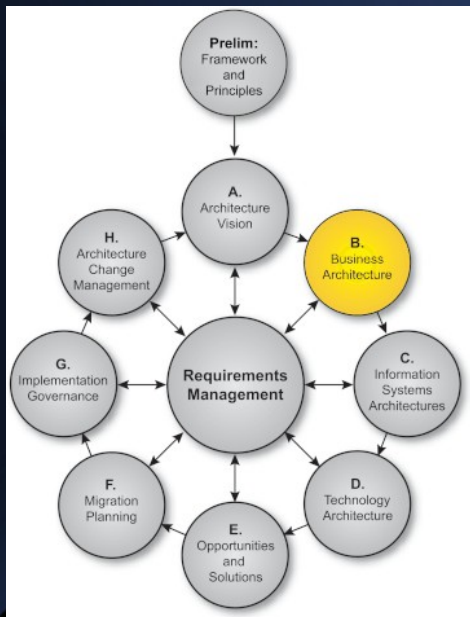 Prelim:
Framework
and
Principles
A.
Architecture
Vision
B.
Business
Architecture
C.
Information
Systems
Architectures
D.
Technology
Architecture
E.
Opportunities
and
Solutions
F.
Migration
Planning
G.
Implementation
Governance
H.
Architecture
Change
Management
Requirements
Management